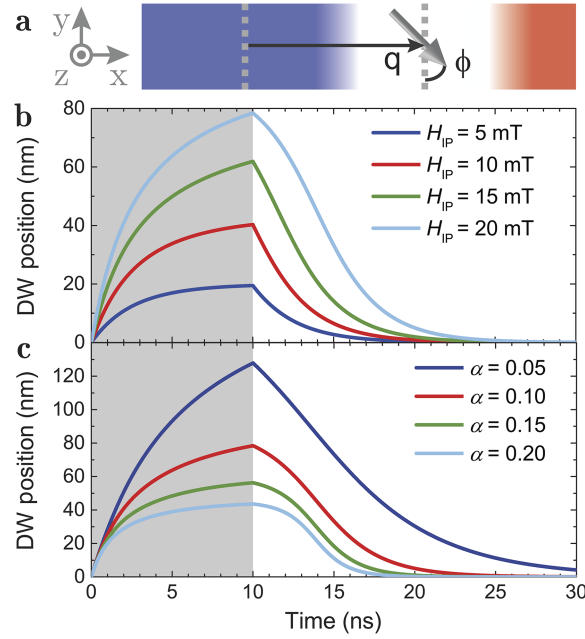 a
y
z
x
q
ϕ
b
DW position (nm)
80
60
40
20
0
H_IP = 5 mT
H_IP = 10 mT
H_IP = 15 mT
H_IP = 20 mT
c
DW position (nm)
120
100
80
60
40
20
0
α = 0.05
α = 0.10
α = 0.15
α = 0.20
0 5 10 15 20 25 30
Time (ns)